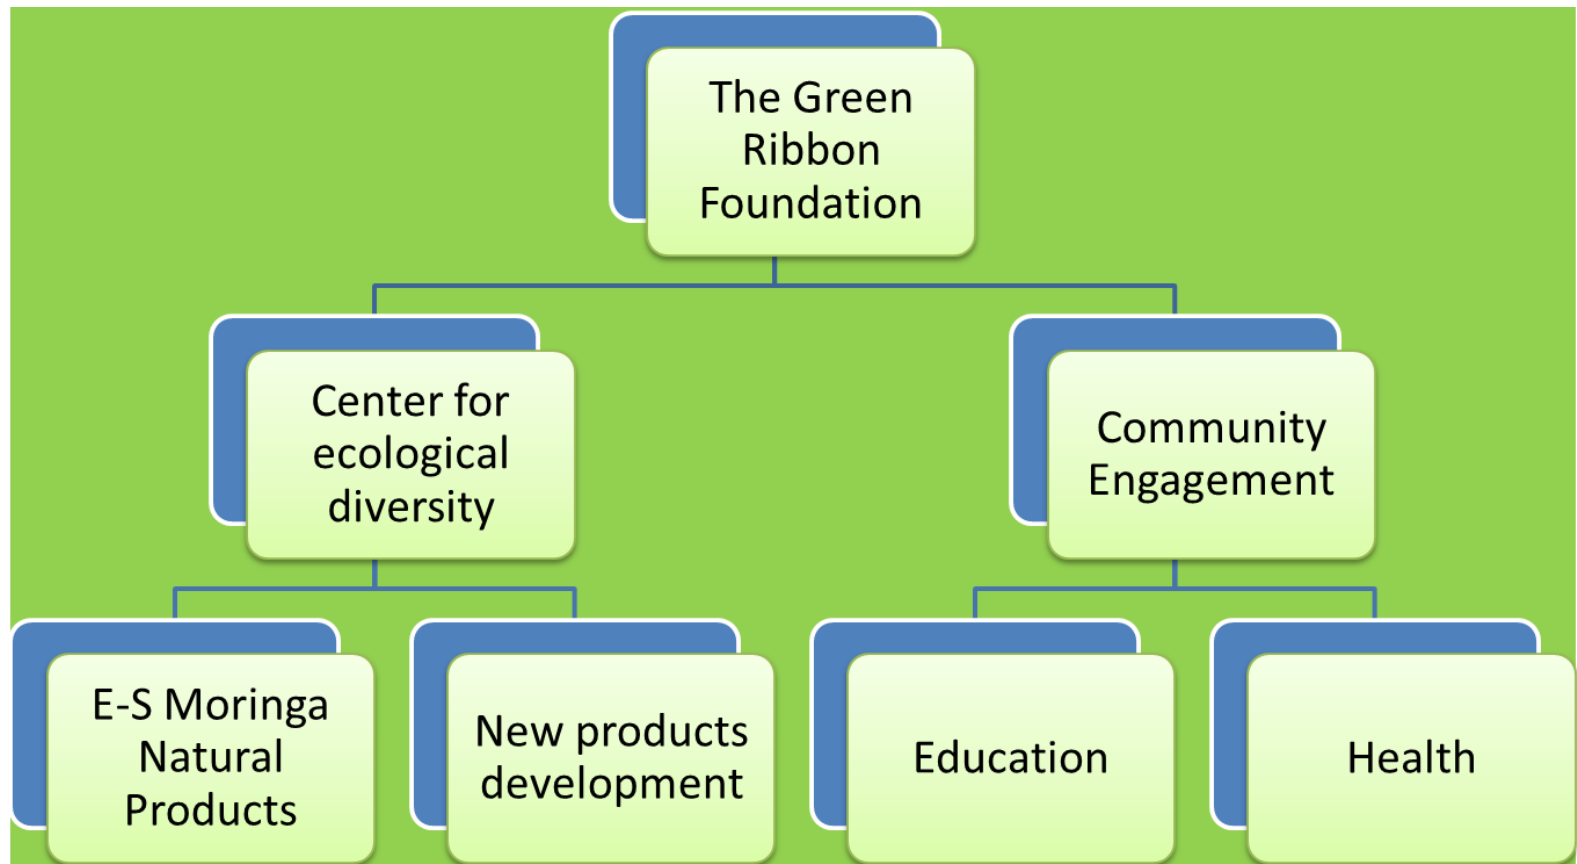 The Green
Ribbon
Foundation
Center for
ecological
diversity
Community
Engagement
E-S Moringa
Natural
Products
New products
development
Education
Health